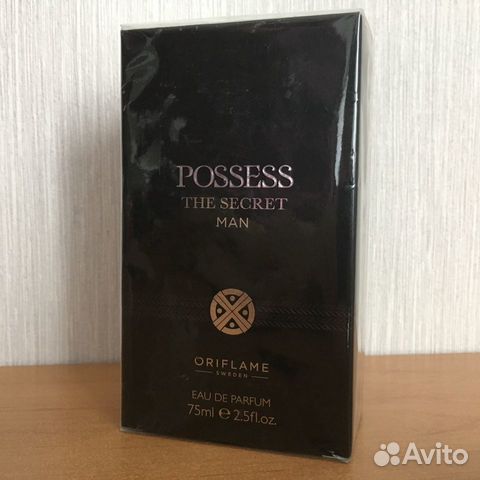 POSSESS
THE SECRET
MAN
ORIFLAME
SWEDEN
EAU DE PARFUM
75ml ℮ 2.5fl.oz.
Avito